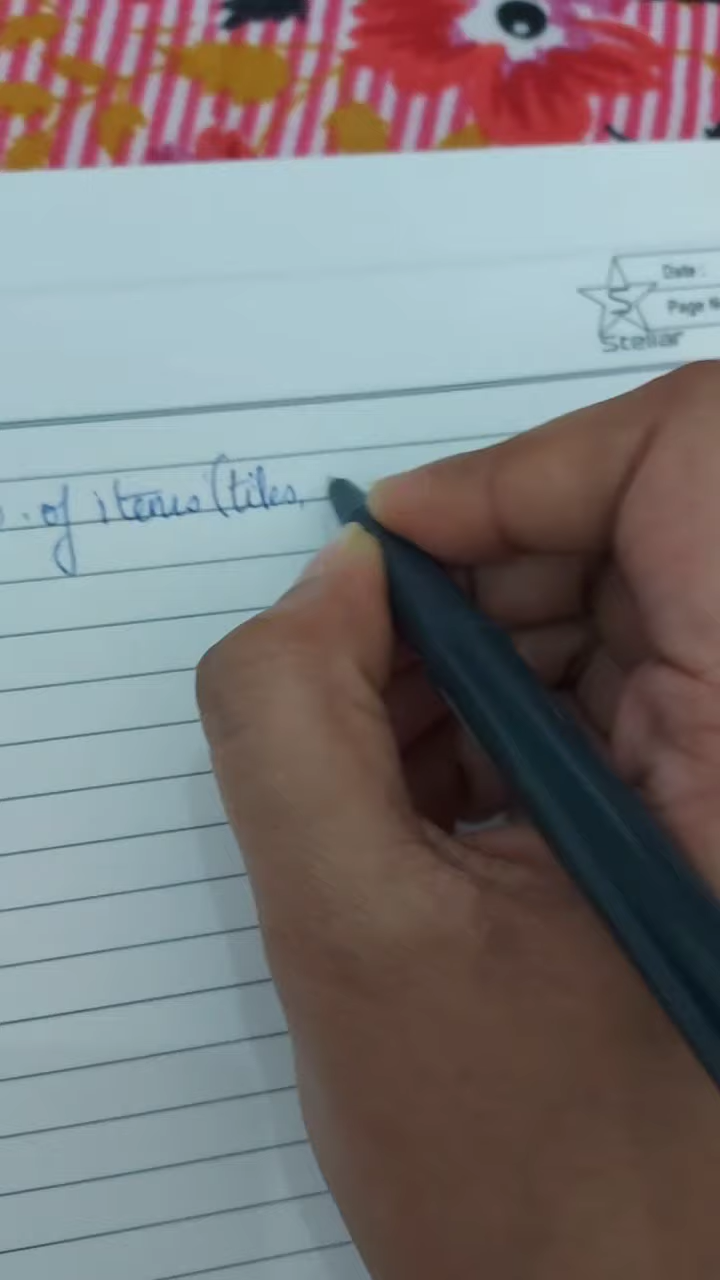 Date :
Page N
S
Stellar
. of items (tiles,